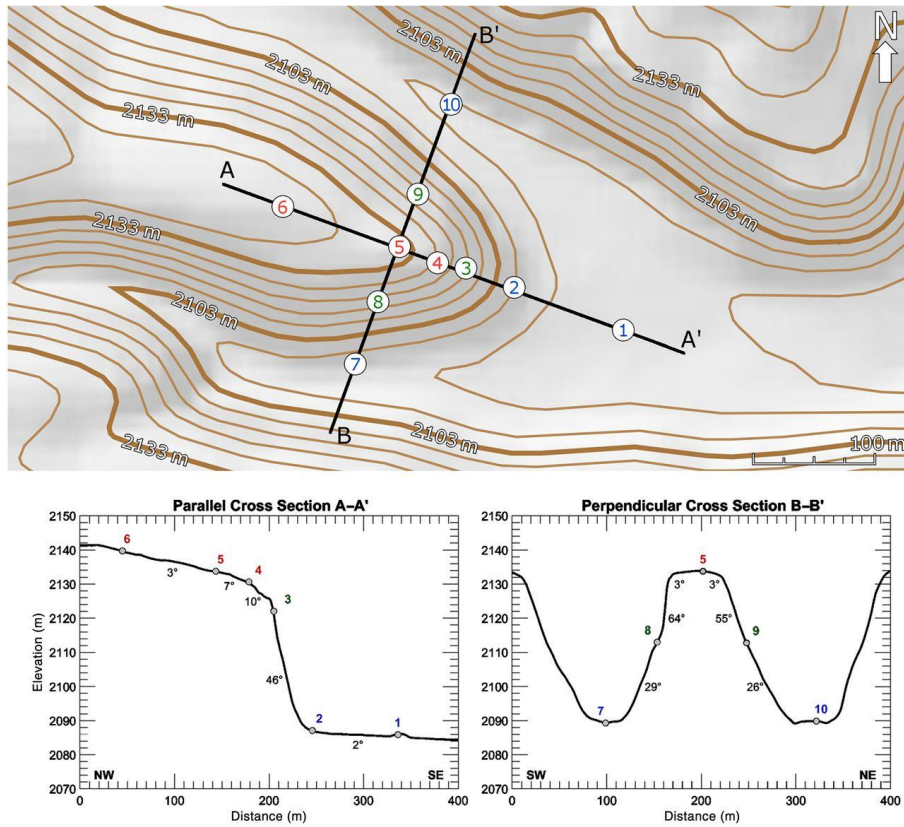 N
B'
2103 m
2103 m
2133 m
2133 m
10
A
9
6
2103 m
2133 m
5
4
3
2
8
2103 m
1
A'
7
B
2103 m
2133 m
100 m
Parallel Cross Section A–A'
2150
2140
2130
2120
2110
2100
2090
2080
2070
Elevation (m)
6
5
4
3
3°
7°
10°
46°
2
1
2°
NW
SE
0
100
200
300
400
Distance (m)
Perpendicular Cross Section B–B'
2150
2140
2130
2120
2110
2100
2090
2080
2070
5
3°
3°
64°
55°
8
9
29°
26°
7
10
SW
NE
0
100
200
300
400
Distance (m)